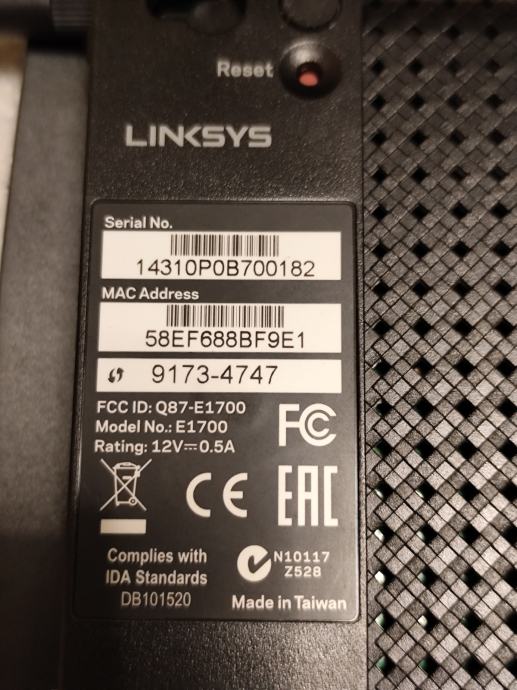 Reset
LINKSYS
Serial No.
14310P0B700182
MAC Address
58EF688BF9E1
9173-4747
FCC ID: Q87-E1700
Model No.: E1700
Rating: 12V⎓0.5A
FC
CE
EAC
Complies with
IDA Standards
DB101520
N10117
Z528
Made in Taiwan